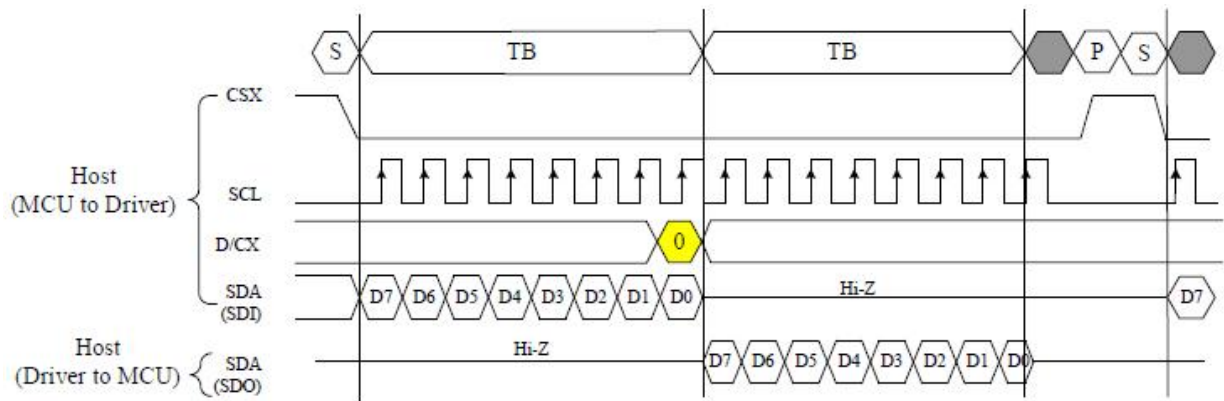 S TB TB P S
CSX
Host
(MCU to Driver)
SCL
D/CX 0
SDA
(SDI)
D7 D6 D5 D4 D3 D2 D1 D0 Hi-Z D7
Host
(Driver to MCU)
SDA
(SDO)
Hi-Z D7 D6 D5 D4 D3 D2 D1 D0